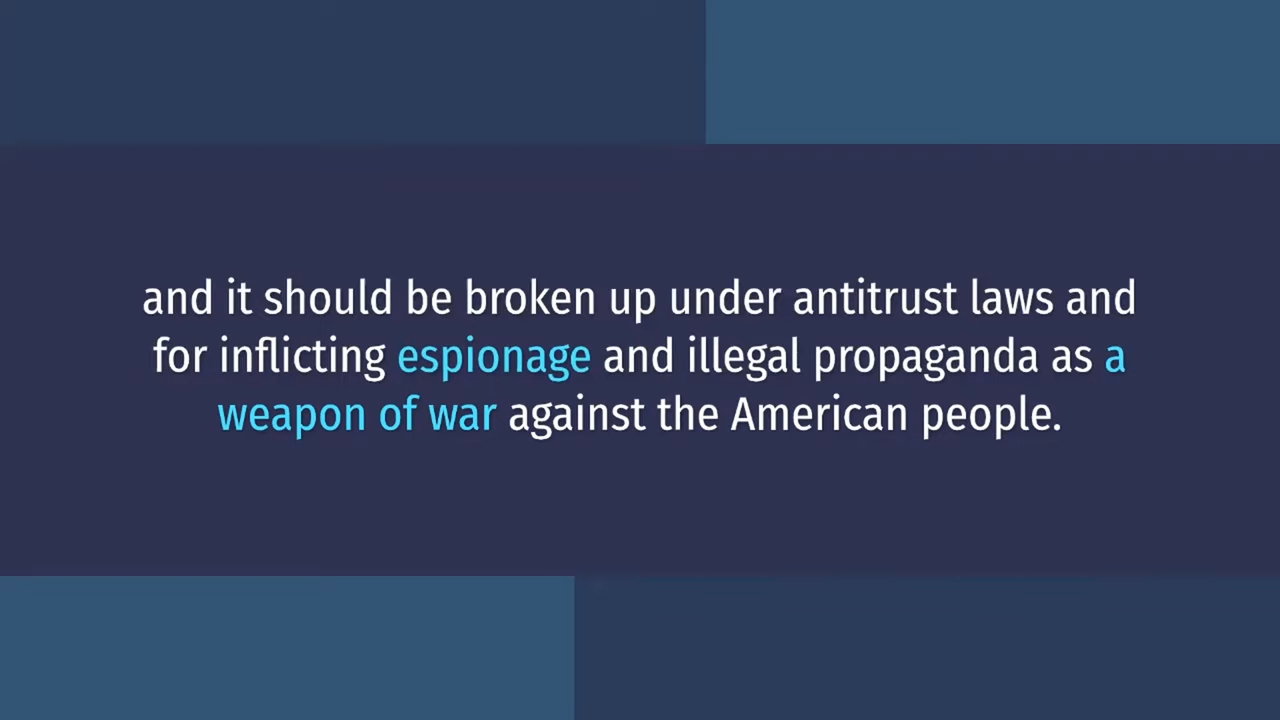 and it should be broken up under antitrust laws and
for inflicting espionage and illegal propaganda as a
weapon of war against the American people.